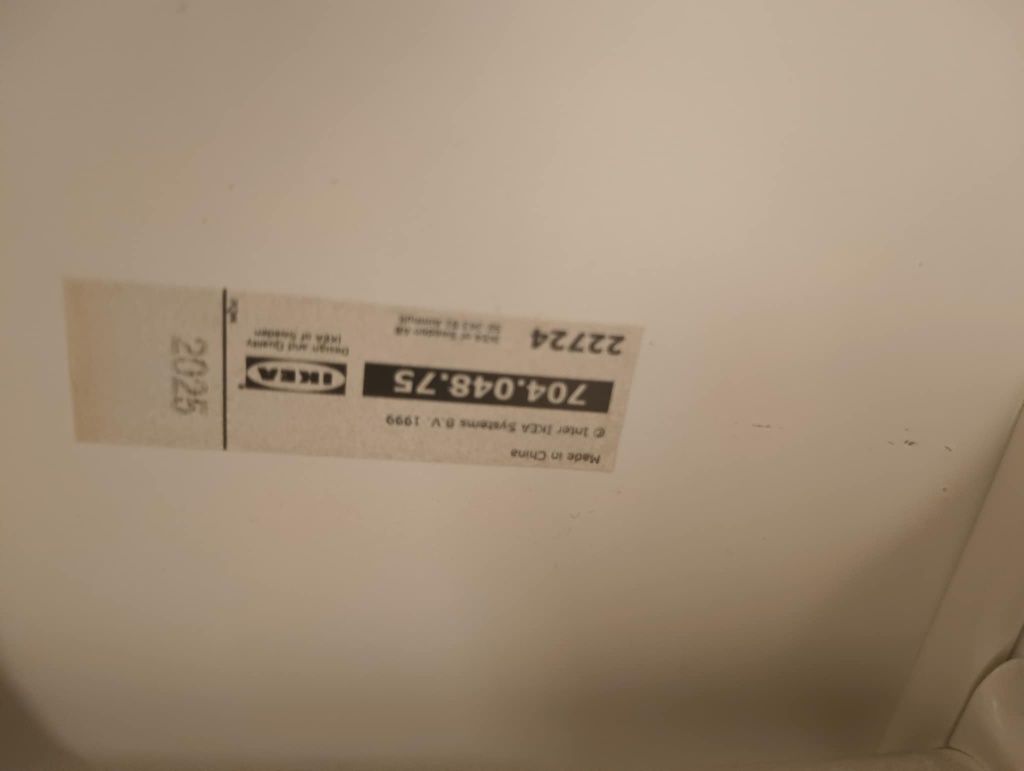 Made in China
© Inter IKEA Systems B.V. 1999
704.048.75
IKEA
Design and Quality
IKEA of Sweden
22724
IKEA of Sweden AB
SE-343 81 Älmhult
2025